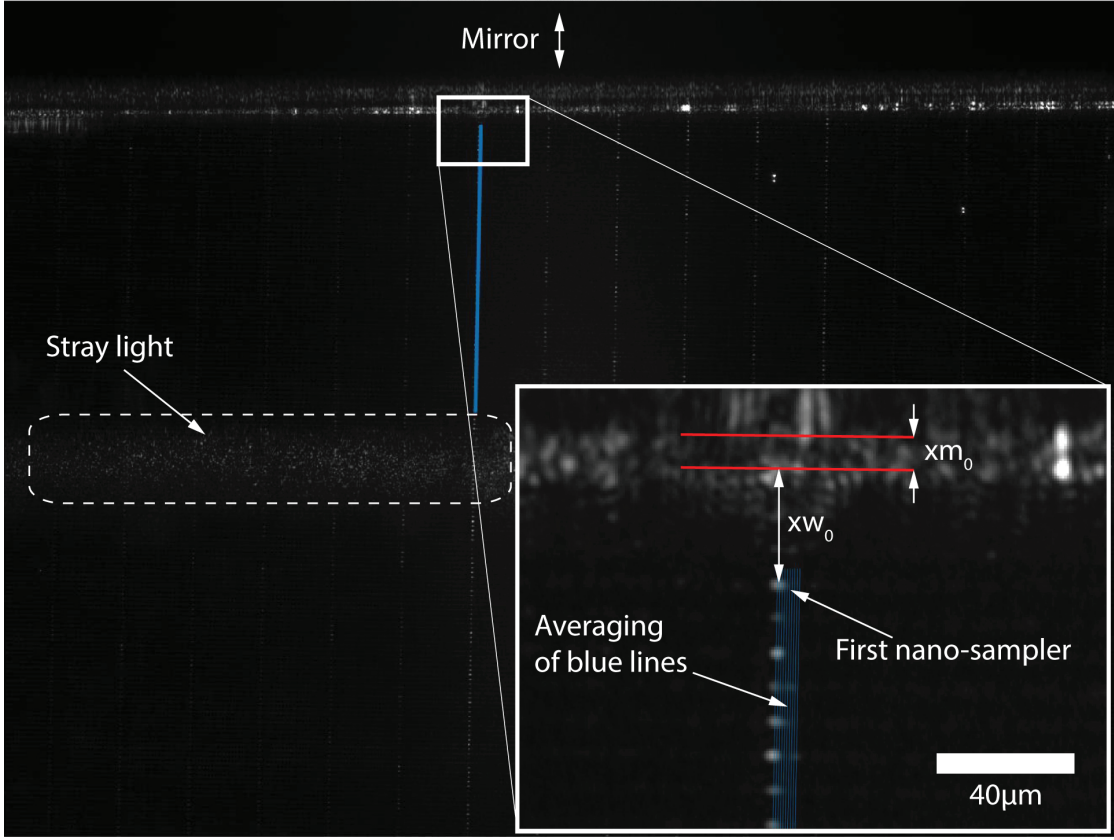 Mirror
Stray light
xm₀
xw₀
Averaging
of blue lines
First nano-sampler
40μm